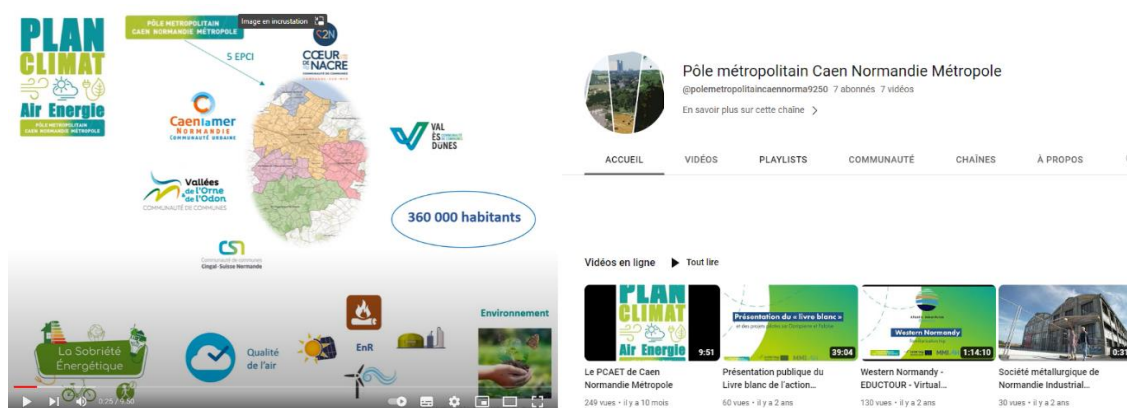 PLAN
CLIMAT
Air Energie
PÔLE METROPOLITAIN
CAEN NORMANDIE MÉTROPOLE
PÔLE METROPOLITAIN
CAEN NORMANDIE MÉTROPOLE
Image en incrustation
5 EPCI
C2N
CŒUR
DE NACRE
COMMUNAUTÉ DE COMMUNES
Caen la mer
NORMANDIE
COMMUNAUTÉ URBAINE
VAL
ÈS
DUNES
Vallées
de l'Orne
& de l'Odon
COMMUNAUTÉ DE COMMUNES
360 000 habitants
Communauté de communes
Cingal-Suisse Normande
La Sobriété
Énergétique
Qualité
de l'air
EnR
Environnement
0:25 / 9:50
Pôle métropolitain Caen Normandie Métropole
@polemetropolitaincaennorma9250 7 abonnés 7 vidéos
En savoir plus sur cette chaîne
ACCUEIL VIDÉOS PLAYLISTS COMMUNAUTÉ CHAÎNES À PROPOS
Vidéos en ligne Tout lire
PLAN
CLIMAT
Air Energie
9:51
Présentation du « livre blanc »
39:04
Western Normandy
1:14:10
0:31
Le PCAET de Caen
Normandie Métropole
249 vues • il y a 10 mois
Présentation publique du
Livre blanc de l'action...
60 vues • il y a 2 ans
Western Normandy -
EDUCTOUR - Virtual...
130 vues • il y a 2 ans
Société métallurgique de
Normandie Industrial...
30 vues • il y a 2 ans